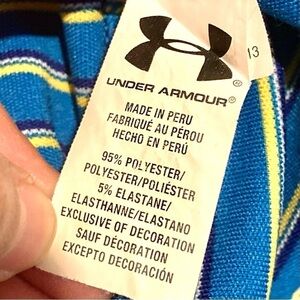 13
UNDER ARMOUR®
MADE IN PERU
FABRIQUÉ AU PÉROU
HECHO EN PERÚ
95% POLYESTER/
POLYESTER/POLIÉSTER
5% ELASTANE/
ELASTHANNE/ELASTANO
EXCLUSIVE OF DECORATION
SAUF DÉCORATION
EXCEPTO DECORACIÓN